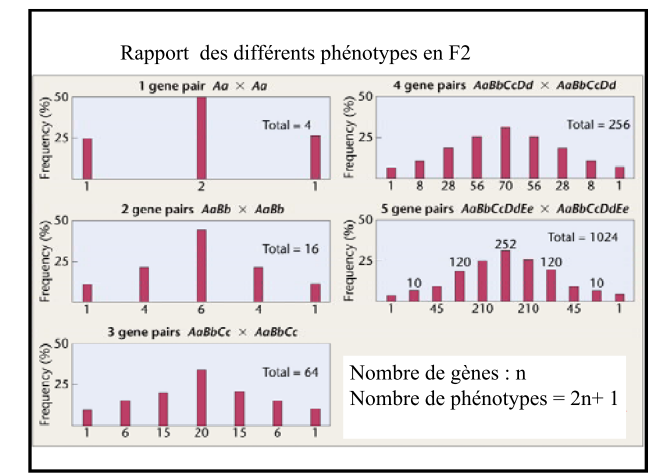 Rapport des différents phénotypes en F2
1 gene pair Aa × Aa
Frequency (%)
50
25
Total = 4
1 2 1
2 gene pairs AaBb × AaBb
Frequency (%)
50
25
Total = 16
1 4 6 4 1
3 gene pairs AaBbCc × AaBbCc
Frequency (%)
50
25
Total = 64
1 6 15 20 15 6 1
4 gene pairs AaBbCcDd × AaBbCcDd
Frequency (%)
50
25
Total = 256
1 8 28 56 70 56 28 8 1
5 gene pairs AaBbCcDdEe × AaBbCcDdEe
Frequency (%)
50
25
Total = 1024
252
120 120
10 10
1 45 210 210 45 1
Nombre de gènes : n
Nombre de phénotypes = 2n+ 1